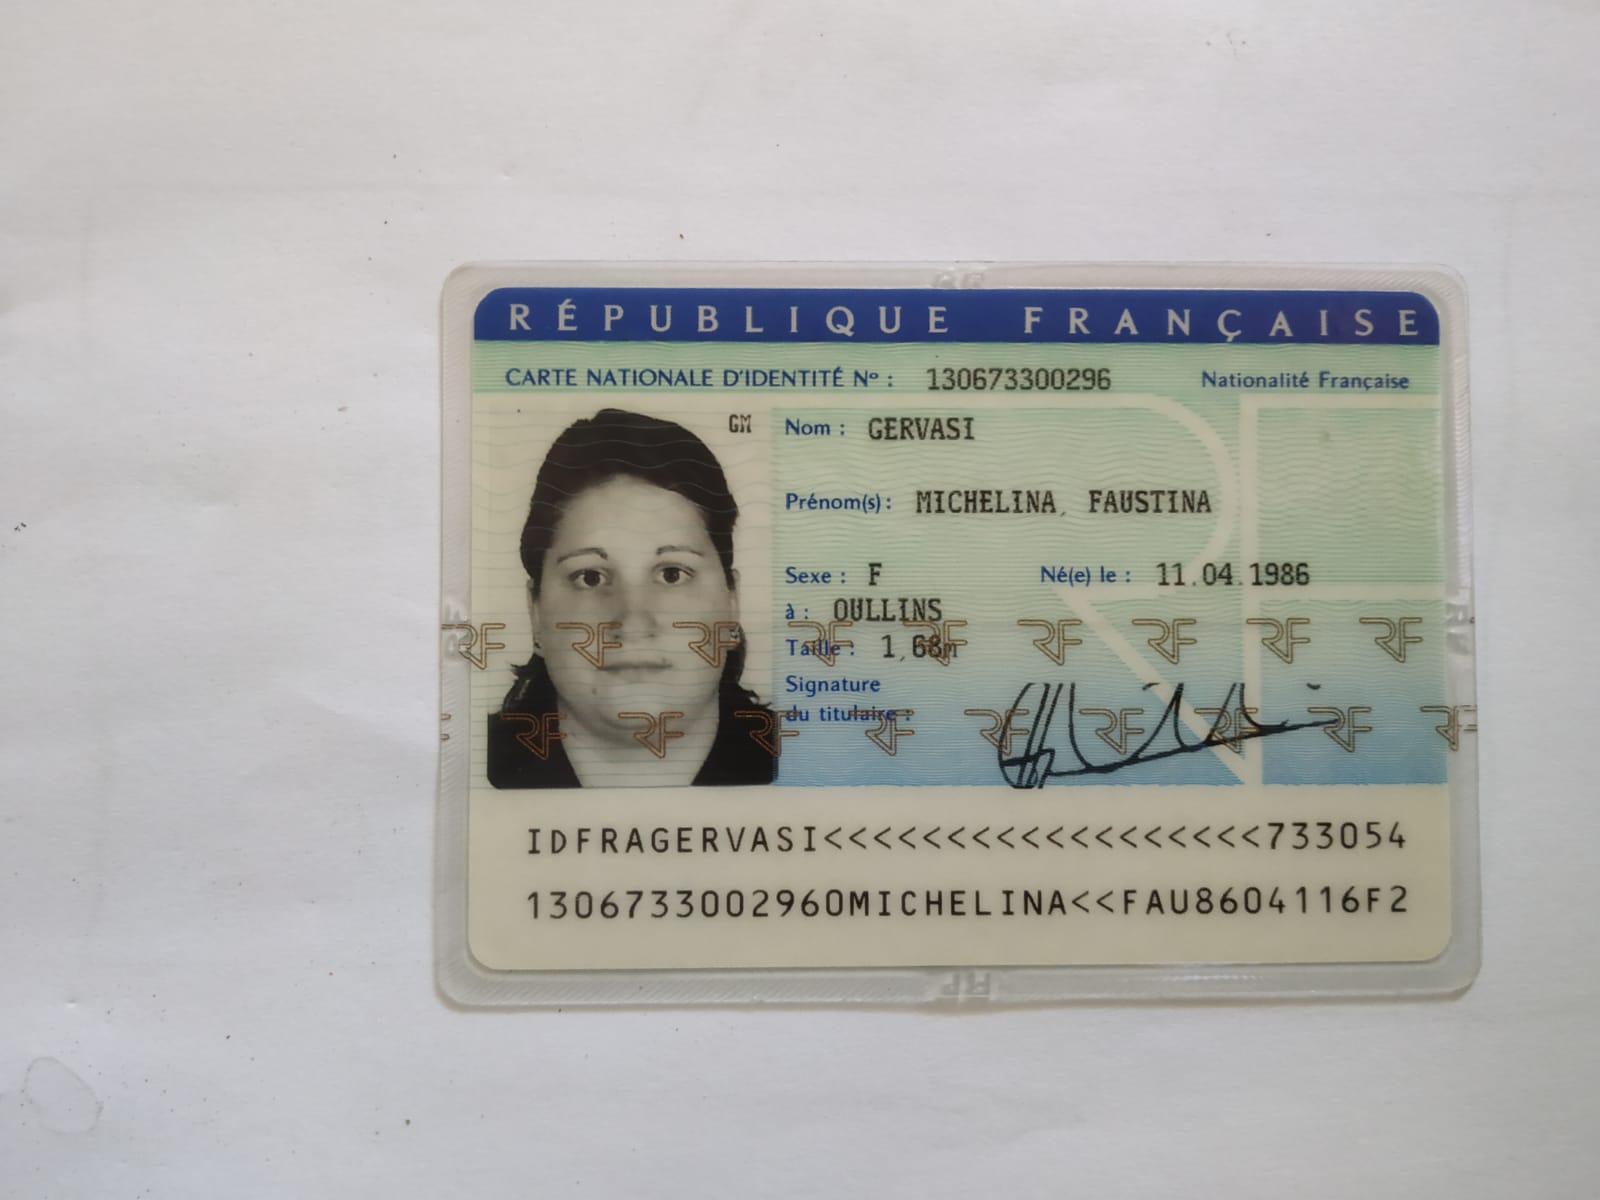 RÉPUBLIQUE FRANÇAISE
CARTE NATIONALE D'IDENTITÉ Nº : 130673300296 Nationalité Française
GM
Nom : GERVASI
Prénom(s) : MICHELINA, FAUSTINA
Sexe : F Né(e) le : 11.04.1986
à : OULLINS
Taille : 1,68m
Signature
du titulaire :
RF RF RF RF RF RF RF RF RF
RF RF RF RF RF RF RF RF RF
IDFRAGERVASI<<<<<<<<<<<<<<<<<<733054
1306733002960MICHELINA<<FAU8604116F2